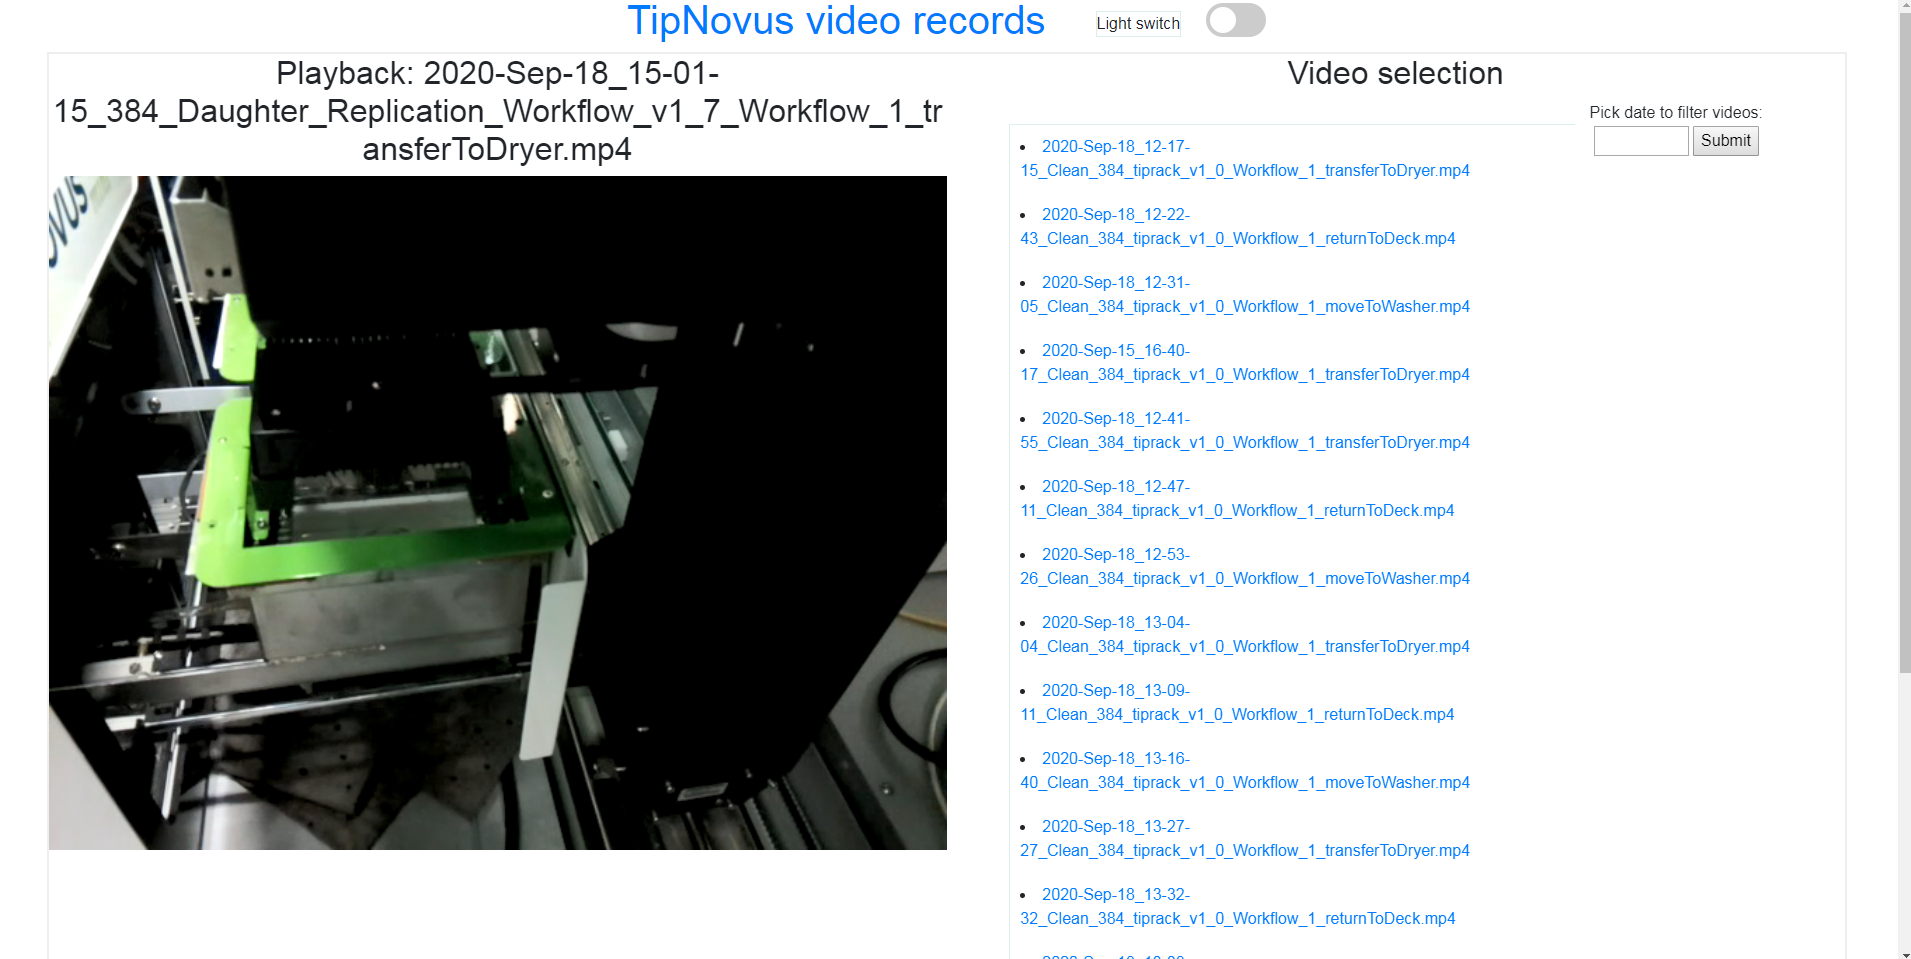 TipNovus video records
Light switch
Playback: 2020-Sep-18_15-01-
15_384_Daughter_Replication_Workflow_v1_7_Workflow_1_tr
ansferToDryer.mp4
OVUS
Video selection
Pick date to filter videos:
Submit
2020-Sep-18_12-17-
15_Clean_384_tiprack_v1_0_Workflow_1_transferToDryer.mp4
2020-Sep-18_12-22-
43_Clean_384_tiprack_v1_0_Workflow_1_returnToDeck.mp4
2020-Sep-18_12-31-
05_Clean_384_tiprack_v1_0_Workflow_1_moveToWasher.mp4
2020-Sep-15_16-40-
17_Clean_384_tiprack_v1_0_Workflow_1_transferToDryer.mp4
2020-Sep-18_12-41-
55_Clean_384_tiprack_v1_0_Workflow_1_transferToDryer.mp4
2020-Sep-18_12-47-
11_Clean_384_tiprack_v1_0_Workflow_1_returnToDeck.mp4
2020-Sep-18_12-53-
26_Clean_384_tiprack_v1_0_Workflow_1_moveToWasher.mp4
2020-Sep-18_13-04-
04_Clean_384_tiprack_v1_0_Workflow_1_transferToDryer.mp4
2020-Sep-18_13-09-
11_Clean_384_tiprack_v1_0_Workflow_1_returnToDeck.mp4
2020-Sep-18_13-16-
40_Clean_384_tiprack_v1_0_Workflow_1_moveToWasher.mp4
2020-Sep-18_13-27-
27_Clean_384_tiprack_v1_0_Workflow_1_transferToDryer.mp4
2020-Sep-18_13-32-
32_Clean_384_tiprack_v1_0_Workflow_1_returnToDeck.mp4